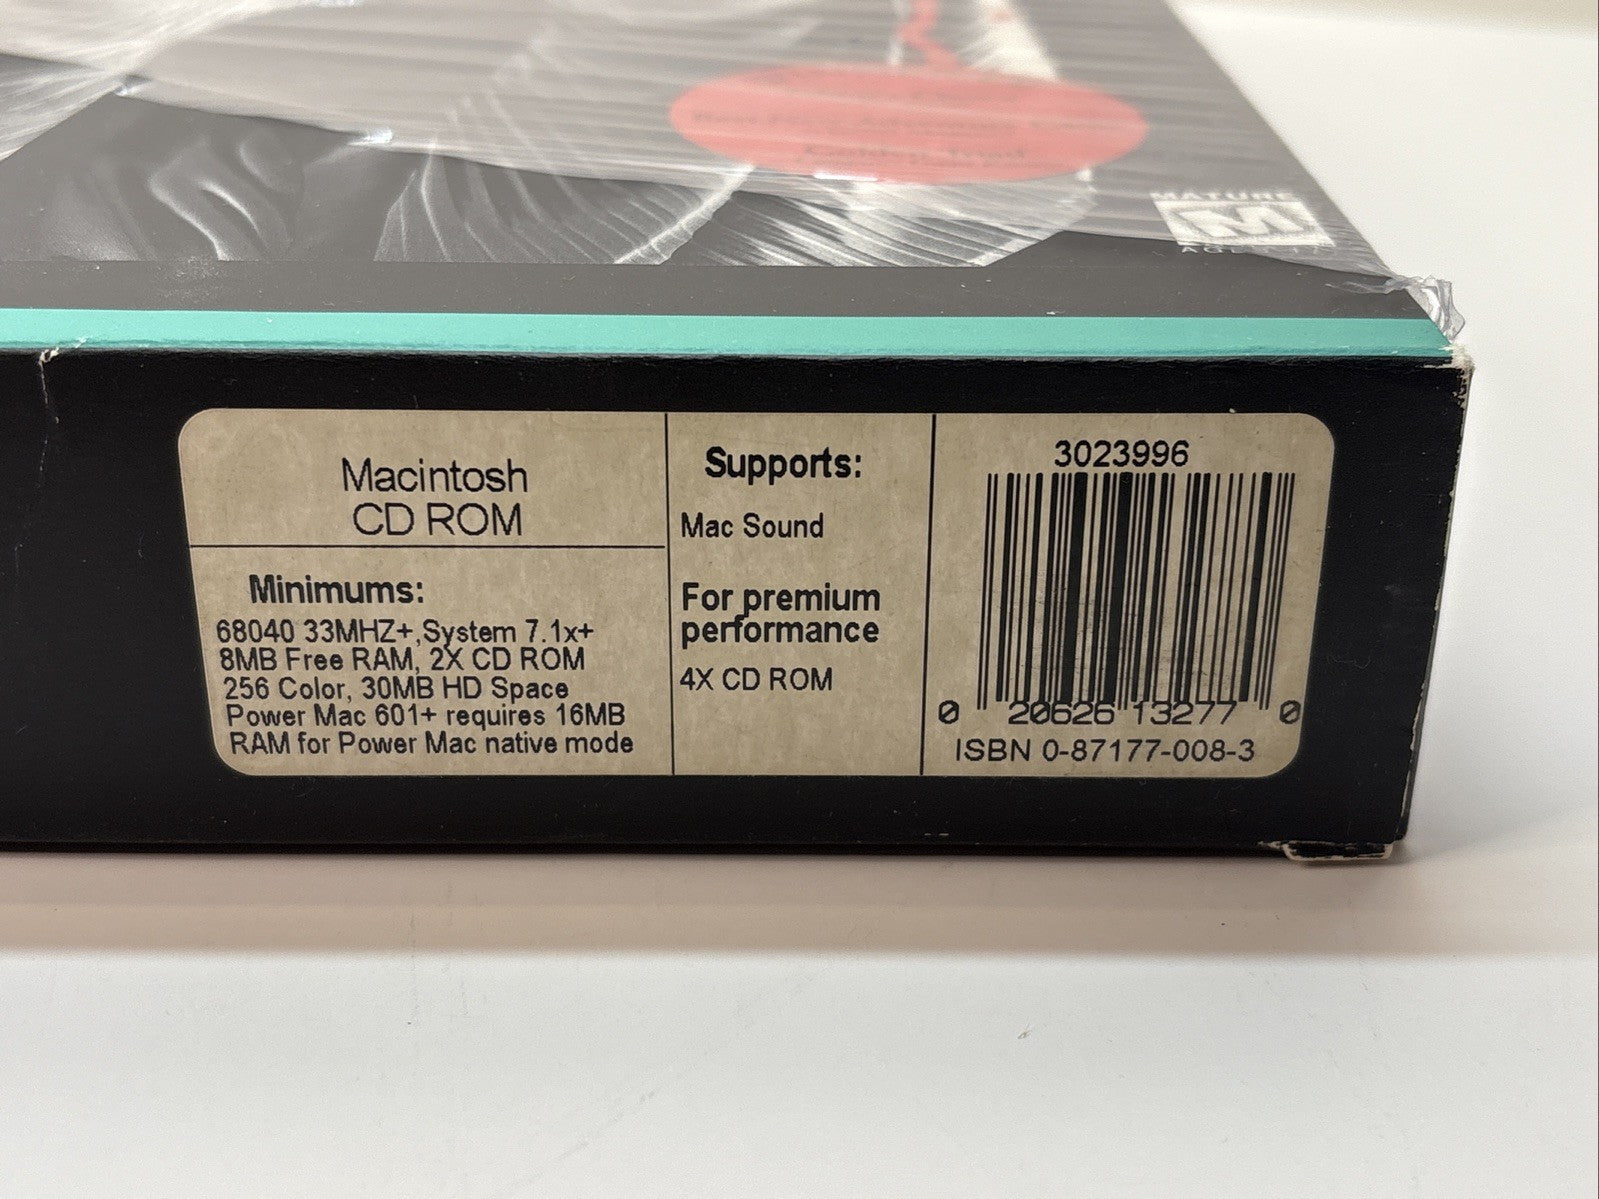 MATURE
M
Macintosh
CD ROM
Minimums:
68040 33MHZ+,System 7.1x+
8MB Free RAM, 2X CD ROM
256 Color, 30MB HD Space
Power Mac 601+ requires 16MB
RAM for Power Mac native mode
Supports:
Mac Sound
For premium
performance
4X CD ROM
3023996
0 20626 13277 0
ISBN 0-87177-008-3